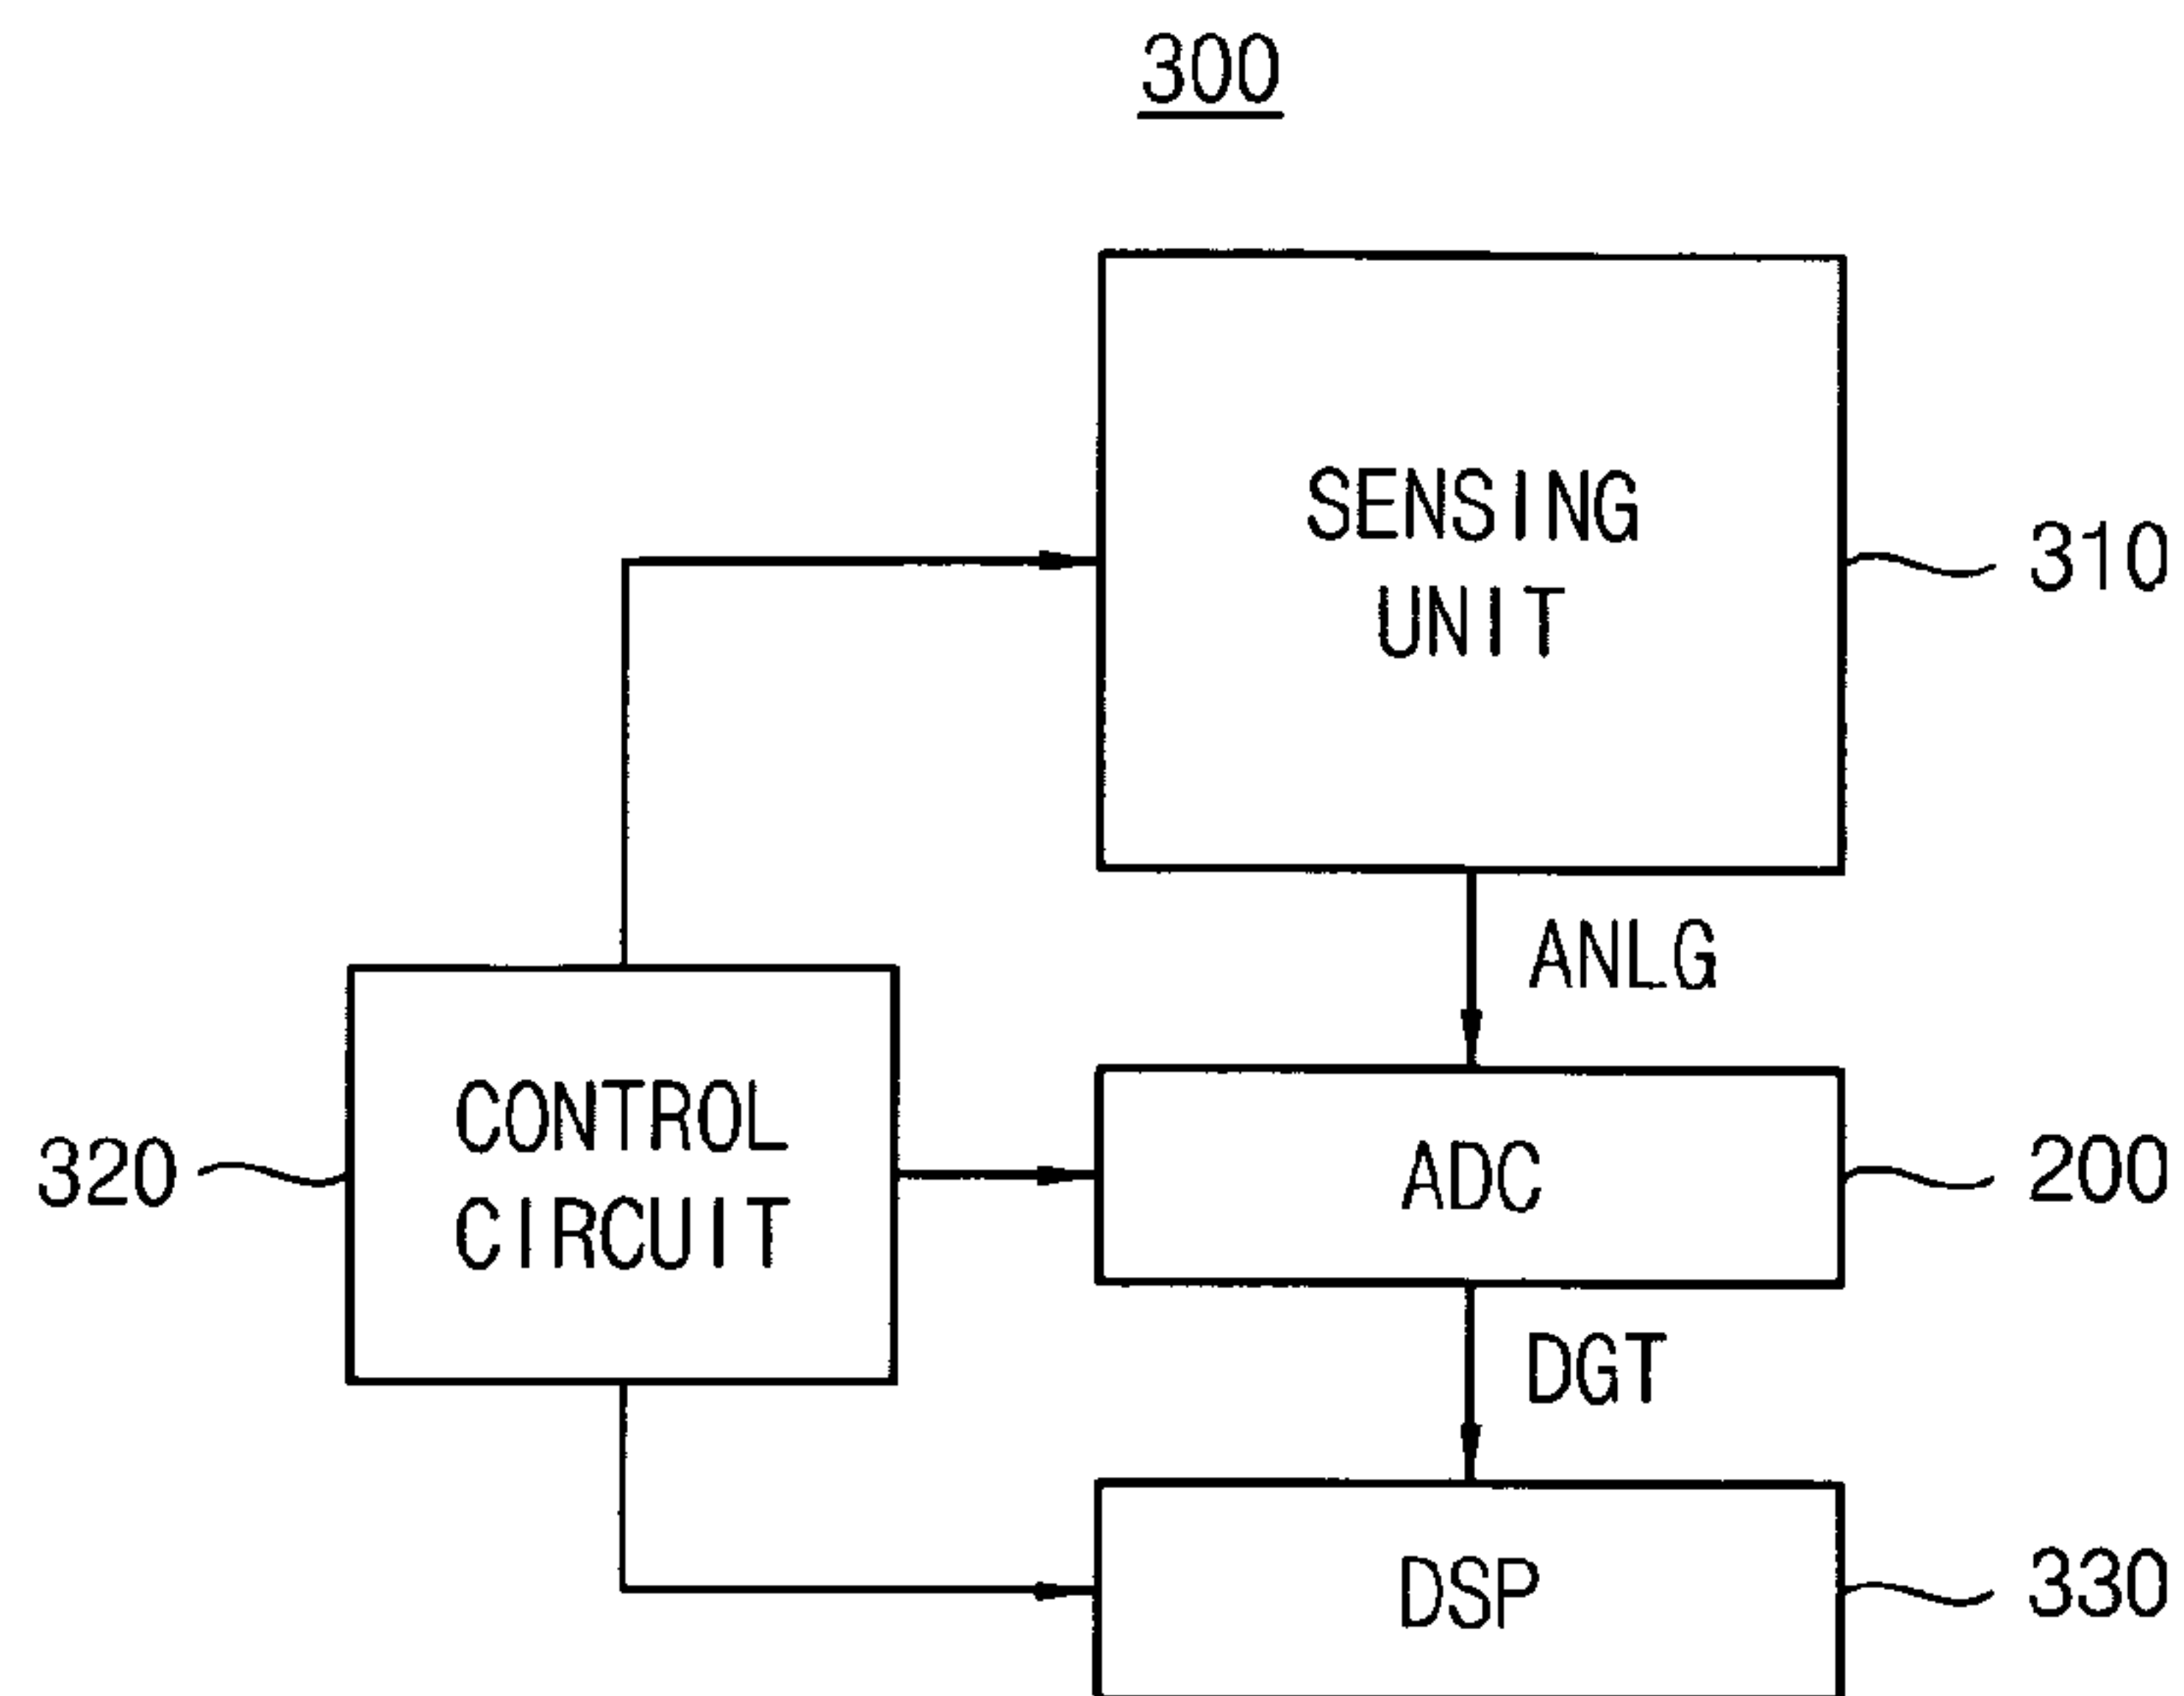 300
SENSING
UNIT
310
ANLG
CONTROL
CIRCUIT
320
ADC
200
DGT
DSP
330